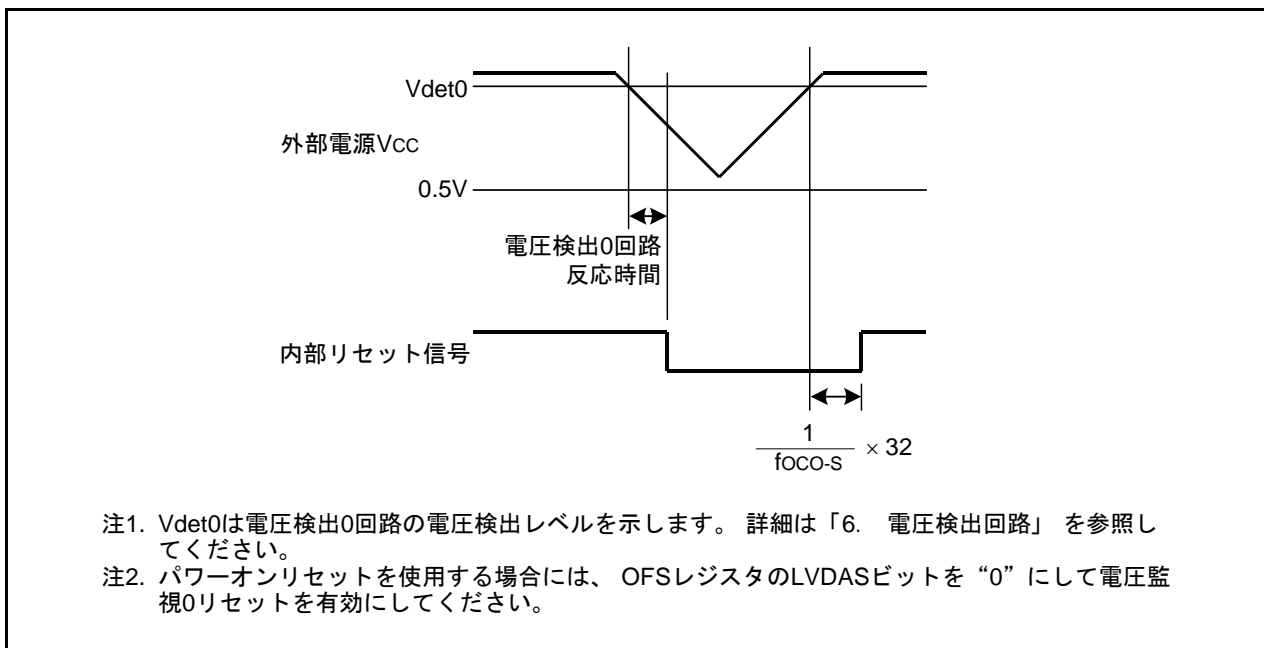 Vdet0
外部電源VCC
0.5V
電圧検出0回路
反応時間
内部リセット信号
1
fOCO-S
× 32
注1. Vdet0は電圧検出0回路の電圧検出レベルを示します。 詳細は「6. 電圧検出回路」 を参照し
てください。
注2. パワーオンリセットを使用する場合には、 OFSレジスタのLVDASビットを“0”にして電圧監
視0リセットを有効にしてください。